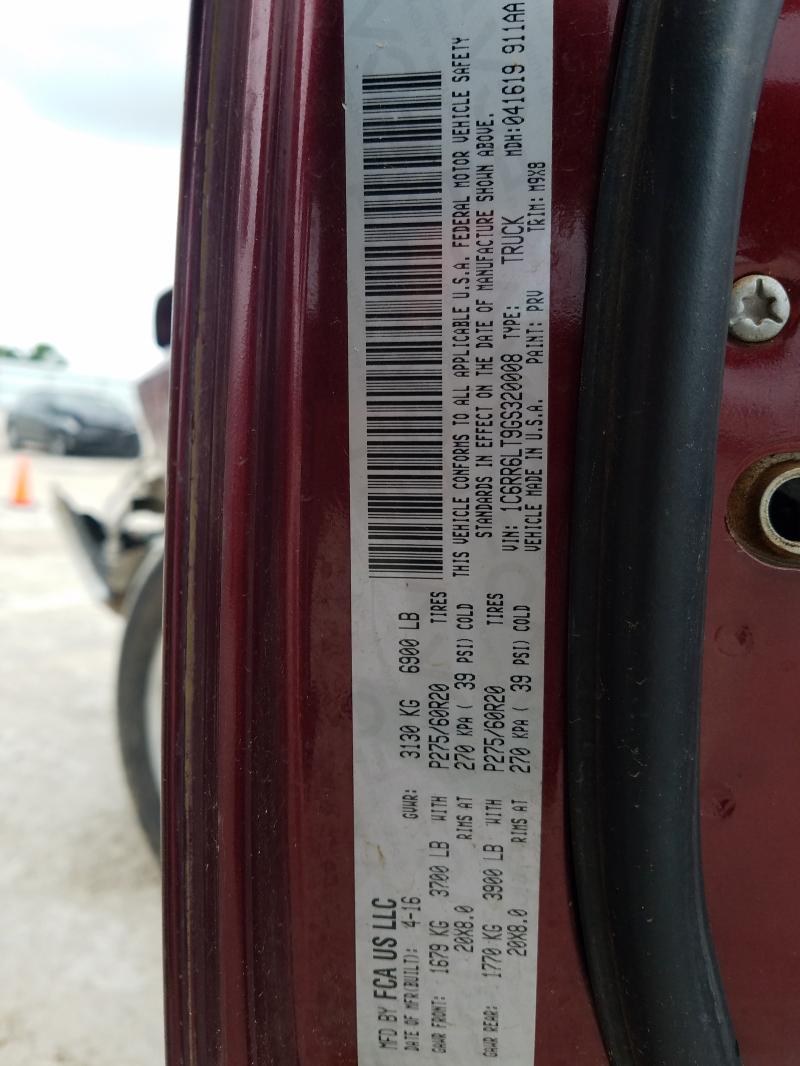 MFD BY FCA US LLC
DATE OF MFR(BUILT): 4-16 GVWR: 3130 KG 6900 LB
GAWR FRONT: 1679 KG 3700 LB WITH P275/60R20 TIRES
20X8.0 RIMS AT 270 KPA ( 39 PSI) COLD
GAWR REAR: 1770 KG 3900 LB WITH P275/60R20 TIRES
20X8.0 RIMS AT 270 KPA ( 39 PSI) COLD
THIS VEHICLE CONFORMS TO ALL APPLICABLE U.S.A. FEDERAL MOTOR VEHICLE SAFETY
STANDARDS IN EFFECT ON THE DATE OF MANUFACTURE SHOWN ABOVE.
VIN: 1C6RR6LT9GS320008 TYPE: TRUCK MDH:041619 911AA
VEHICLE MADE IN U.S.A. PAINT: PRV TRIM: M9X8